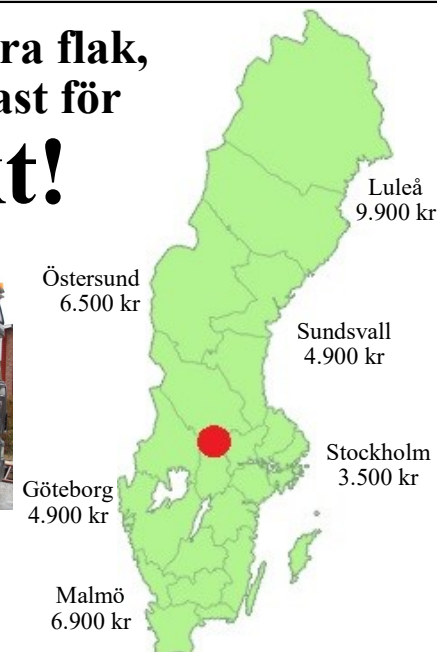 ra flak,
ast för
kt!
Luleå
9.900 kr
Östersund
6.500 kr
Sundsvall
4.900 kr
Stockholm
3.500 kr
Göteborg
4.900 kr
Malmö
6.900 kr